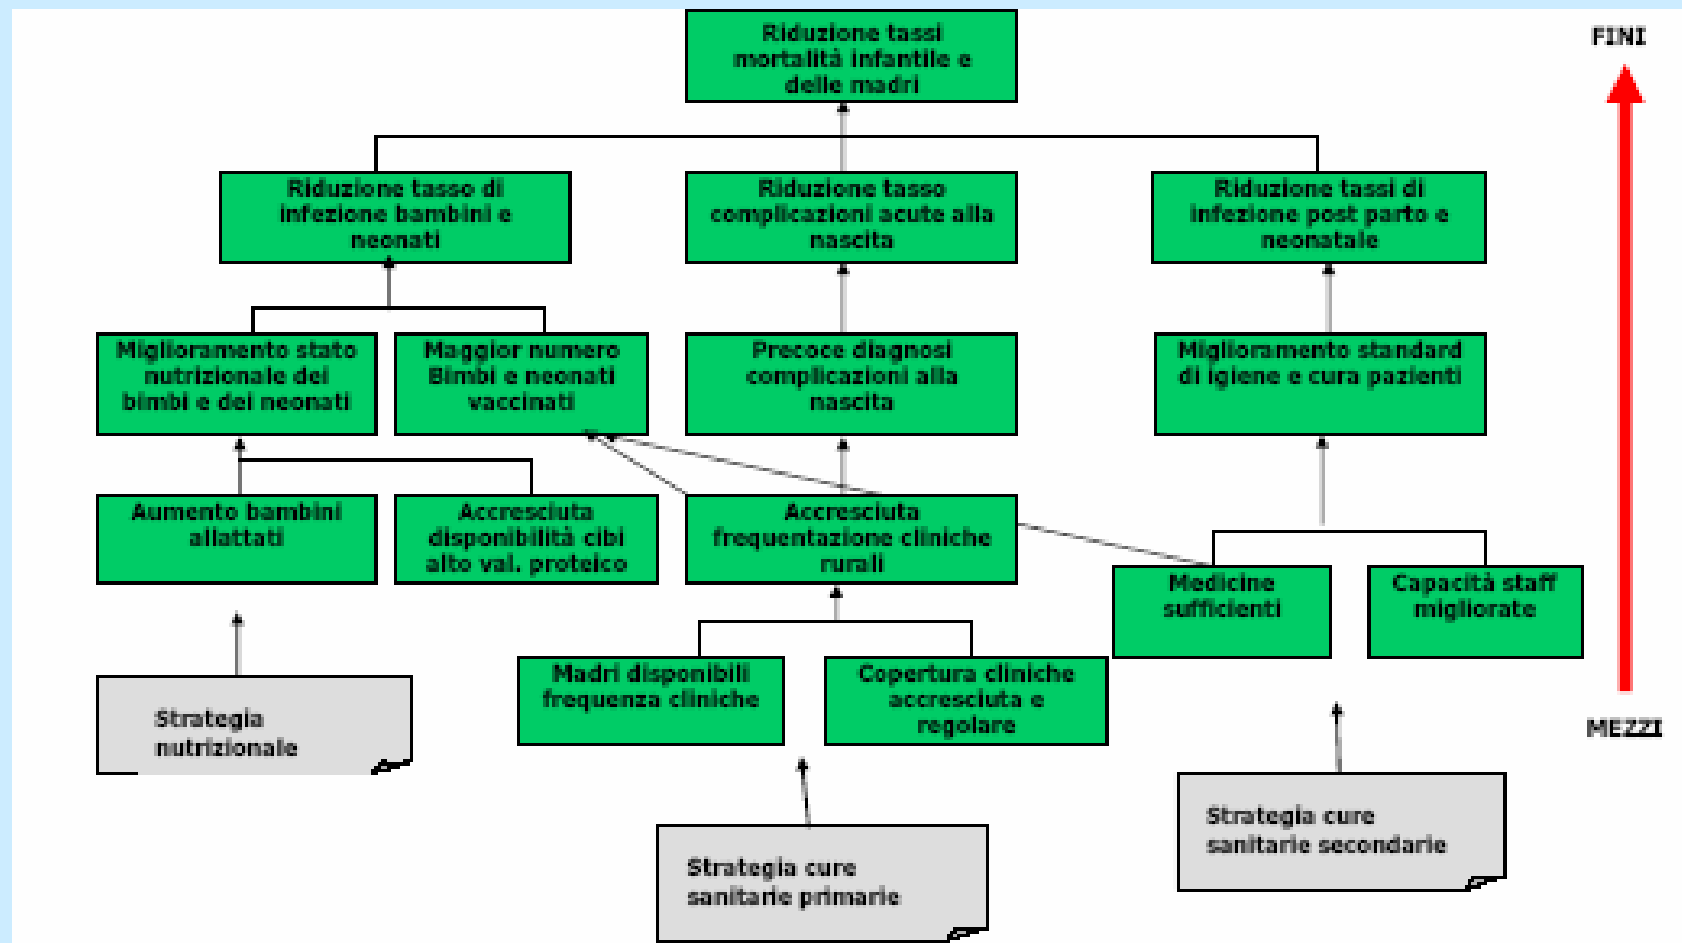 Riduzione tassi
mortalità infantile e
delle madri
FINI
Riduzione tasso di
infezione bambini e
neonati
Riduzione tasso
complicazioni acute alla
nascita
Riduzione tassi di
infezione post parto e
neonatale
Miglioramento stato
nutrizionale dei
bimbi e dei neonati
Maggior numero
Bimbi e neonati
vaccinati
Precoce diagnosi
complicazioni alla
nascita
Miglioramento standard
di igiene e cura pazienti
Aumento bambini
allattati
Accresciuta
disponibilità cibi
alto val. proteico
Accresciuta
frequentazione cliniche
rurali
Medicine
sufficienti
Capacità staff
migliorate
Madri disponibili
frequenza cliniche
Copertura cliniche
accresciuta e
regolare
MEZZI
Strategia
nutrizionale
Strategia cure
sanitarie primarie
Strategia cure
sanitarie secondarie